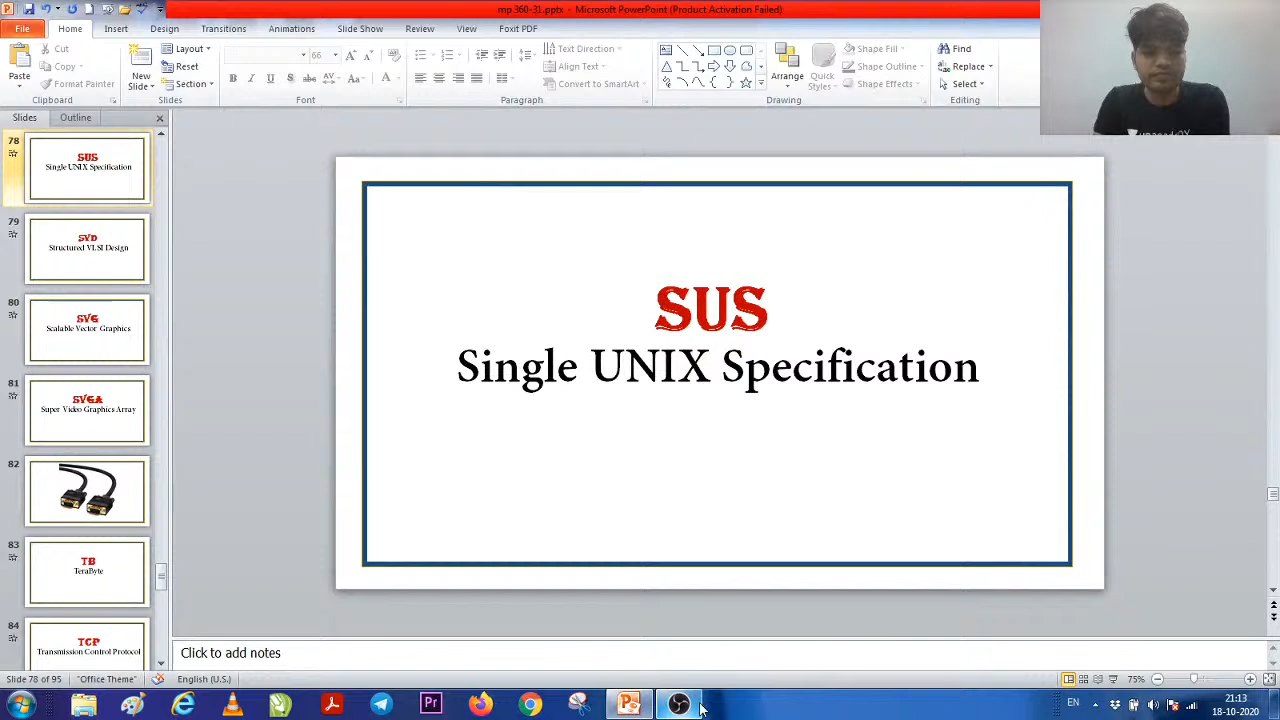 mp 360-31.pptx - Microsoft PowerPoint (Product Activation Failed)
File Home Insert Design Transitions Animations Slide Show Review View Foxit PDF
Paste
Cut
Copy
Format Painter
Clipboard
New Slide
Layout
Reset
Section
Slides
66
B I U S abc AV Aa A
Font
Text Direction
Align Text
Convert to SmartArt
Paragraph
Arrange
Quick Styles
Shape Fill
Shape Outline
Shape Effects
Drawing
Find
Replace
Select
Editing
Slides Outline
78
SUS
Single UNIX Specification
79
SVD
Structured VLSI Design
80
SVG
Scalable Vector Graphics
81
SVGA
Super Video Graphics Array
82
83
TB
TeraByte
84
TCP
Transmission Control Protocol
SUS
Single UNIX Specification
Click to add notes
Slide 78 of 95 "Office Theme" English (U.S.) 75%
Pr
EN
21:13
18-10-2020